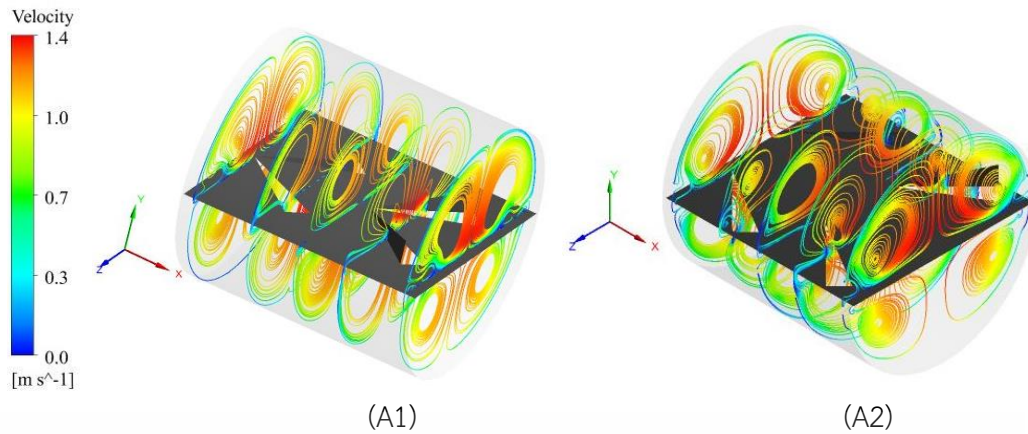 Velocity
1.4
1.0
0.7
0.3
0.0
[m s^-1]
Y
Z
X
Y
Z
X
(A1)
(A2)